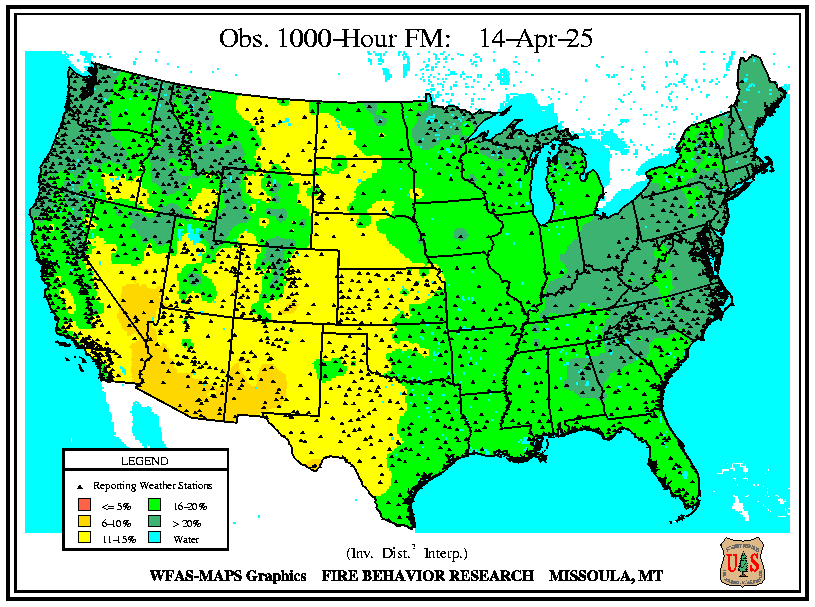 Obs. 1000-Hour FM: 14-Apr-25
LEGEND
Reporting Weather Stations
<= 5% 16-20%
6-10% > 20%
11-15% Water
(Inv. Dist.² Interp.)
WFAS-MAPS Graphics FIRE BEHAVIOR RESEARCH MISSOULA, MT
U S